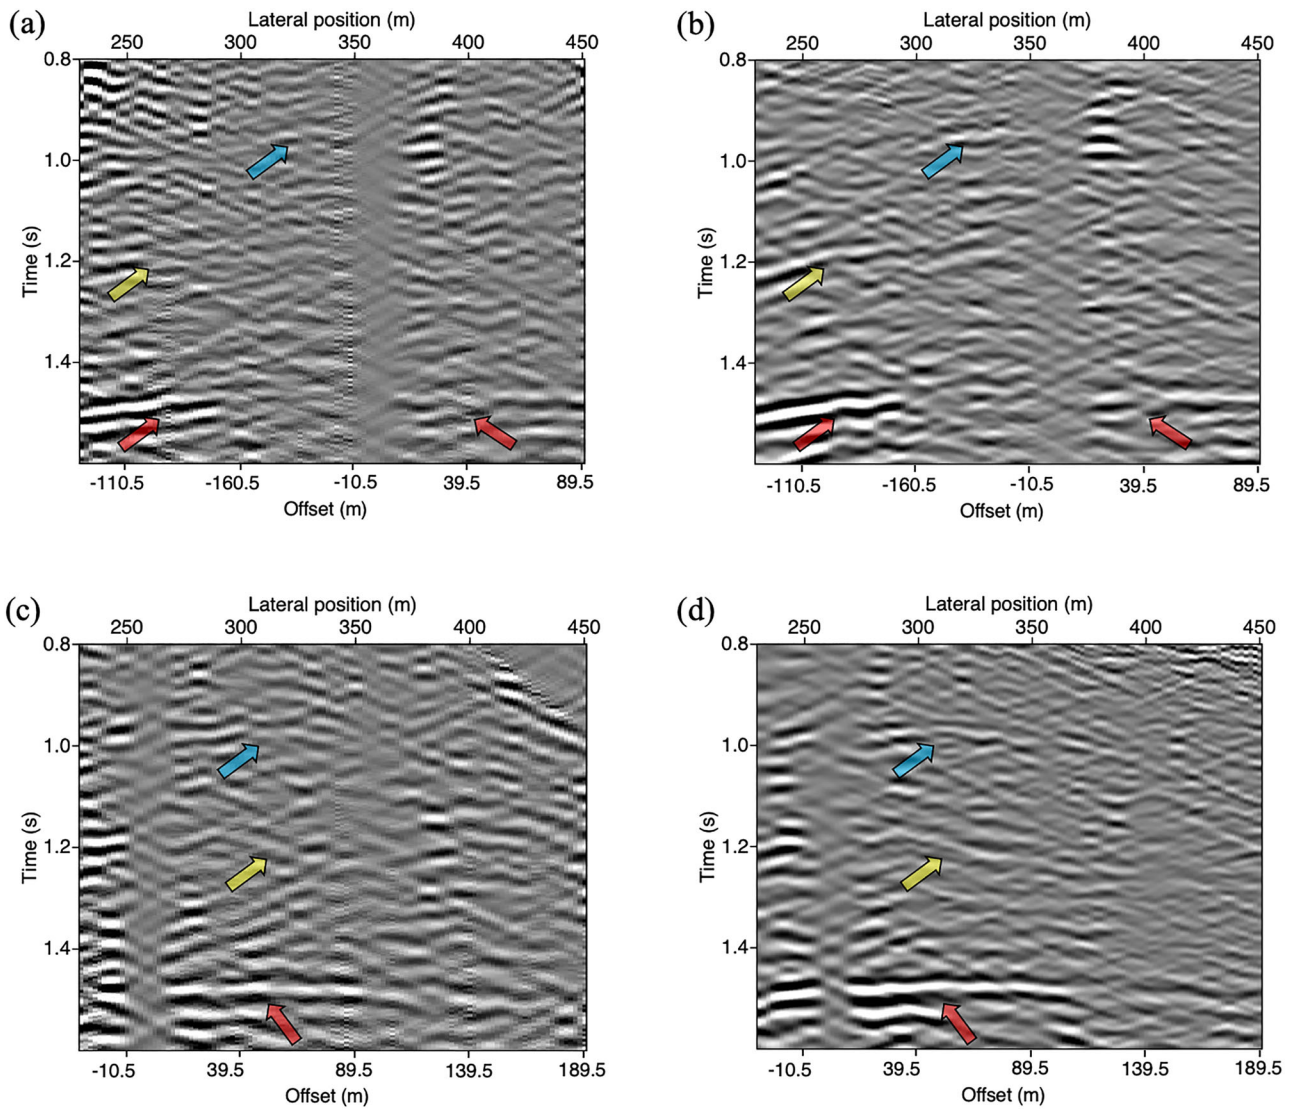 (a)
Lateral position (m)
250 300 350 400 450
0.8
1.0
1.2
1.4
Time (s)
-110.5 -160.5 -10.5 39.5 89.5
Offset (m)
(b)
Lateral position (m)
250 300 350 400 450
0.8
1.0
1.2
1.4
Time (s)
-110.5 -160.5 -10.5 39.5 89.5
Offset (m)
(c)
Lateral position (m)
250 300 350 400 450
0.8
1.0
1.2
1.4
Time (s)
-10.5 39.5 89.5 139.5 189.5
Offset (m)
(d)
Lateral position (m)
250 300 350 400 450
0.8
1.0
1.2
1.4
Time (s)
-10.5 39.5 89.5 139.5 189.5
Offset (m)